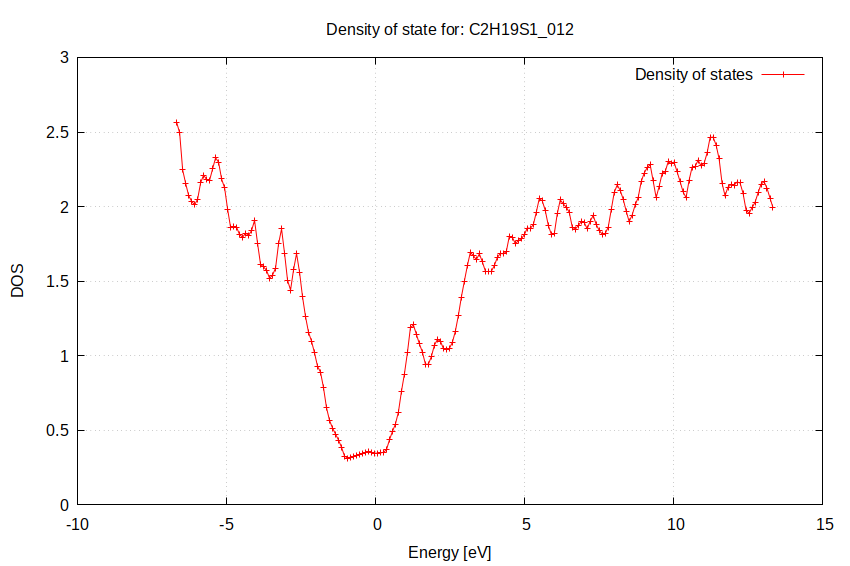 Density of state for: C2H19S1_012
Density of states
3
2.5
2
1.5
1
0.5
0
DOS
-10 -5 0 5 10 15
Energy [eV]